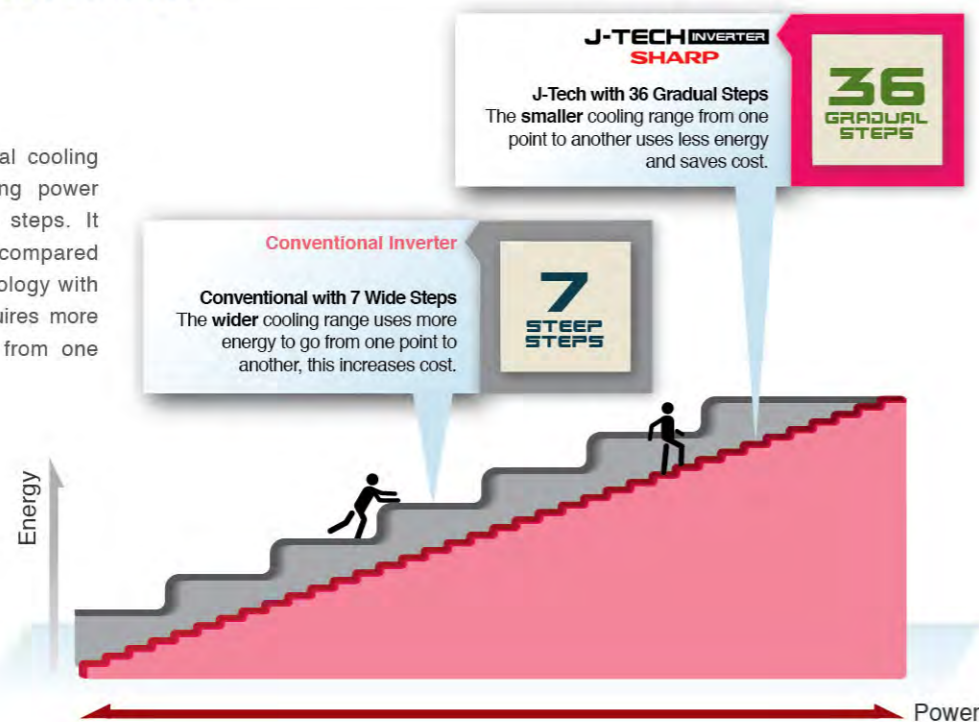 J-TECH INVERTER
SHARP
J-Tech with 36 Gradual Steps
The smaller cooling range from one
point to another uses less energy
and saves cost.
36
GRADUAL
STEPS
al cooling
ng power
steps. It
compared
ology with
uires more
from one
Conventional Inverter
Conventional with 7 Wide Steps
The wider cooling range uses more
energy to go from one point to
another, this increases cost.
7
STEEP
STEPS
Energy
Power